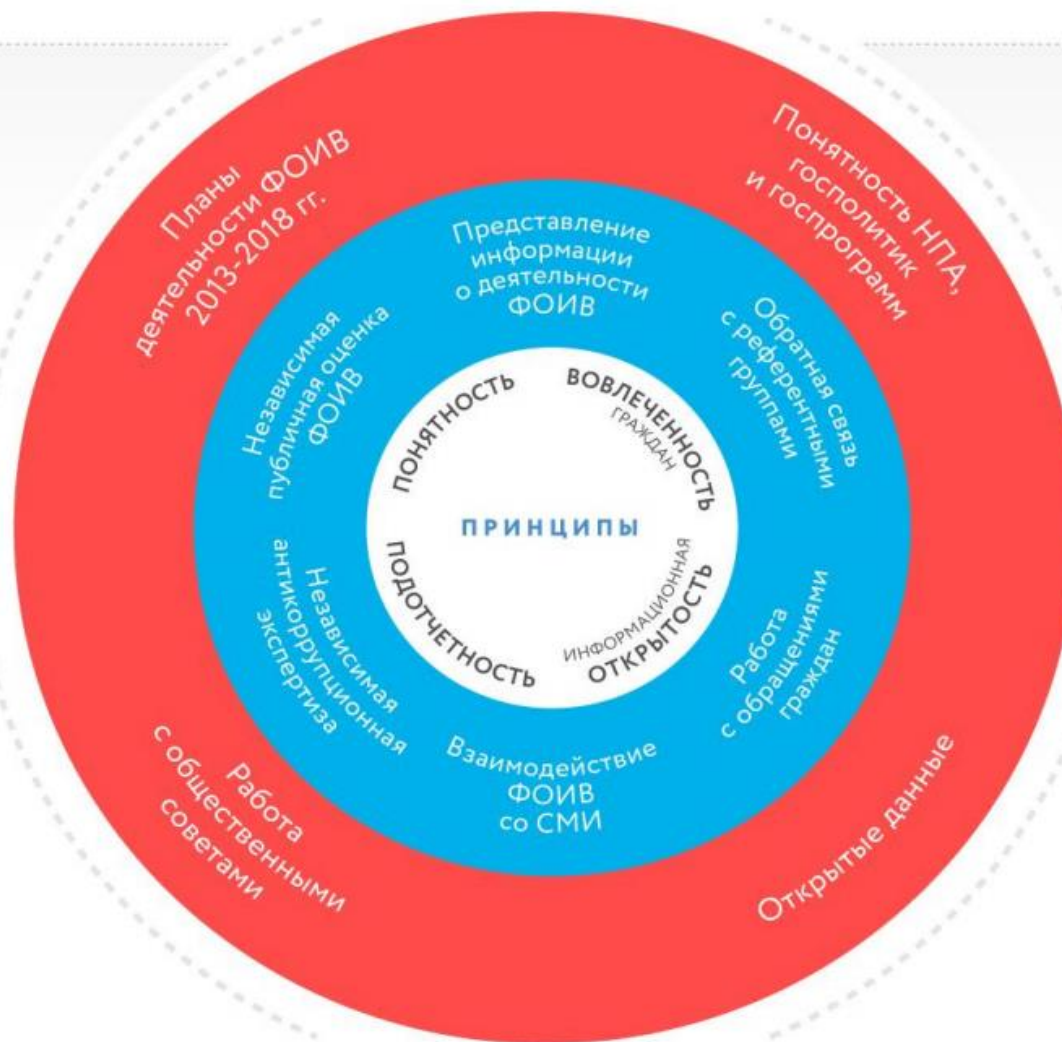 Планы
деятельности ФОИВ
2013-2018 гг.
Понятность НПА,
госполитик
и госпрограмм
Представление
информации
о деятельности
ФОИВ
Независимая
публичная оценка
ФОИВ
Обратная связь
с референтными
группами
ПОНЯТНОСТЬ
ВОВЛЕЧЕННОСТЬ
ГРАЖДАН
ПРИНЦИПЫ
ПОДОТЧЕТНОСТЬ
ИНФОРМАЦИОННАЯ
ОТКРЫТОСТЬ
Независимая
антикоррупционная
экспертиза
Работа
с обращениями
граждан
Взаимодействие
ФОИВ
со СМИ
Работа
с общественными
советами
Открытые данные